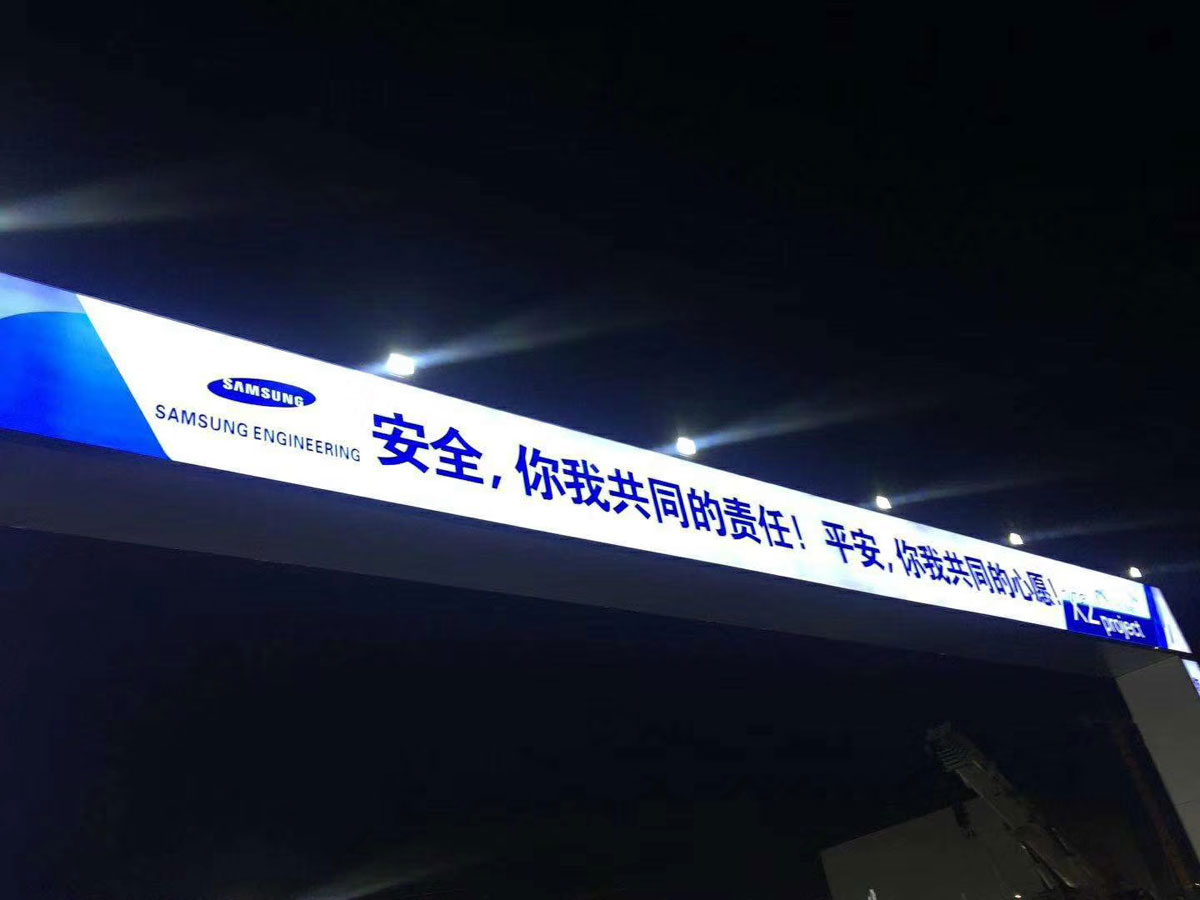 SAMSUNG
SAMSUNG ENGINEERING
安全,你我共同的责任!平安,你我共同的心愿!
X2 project